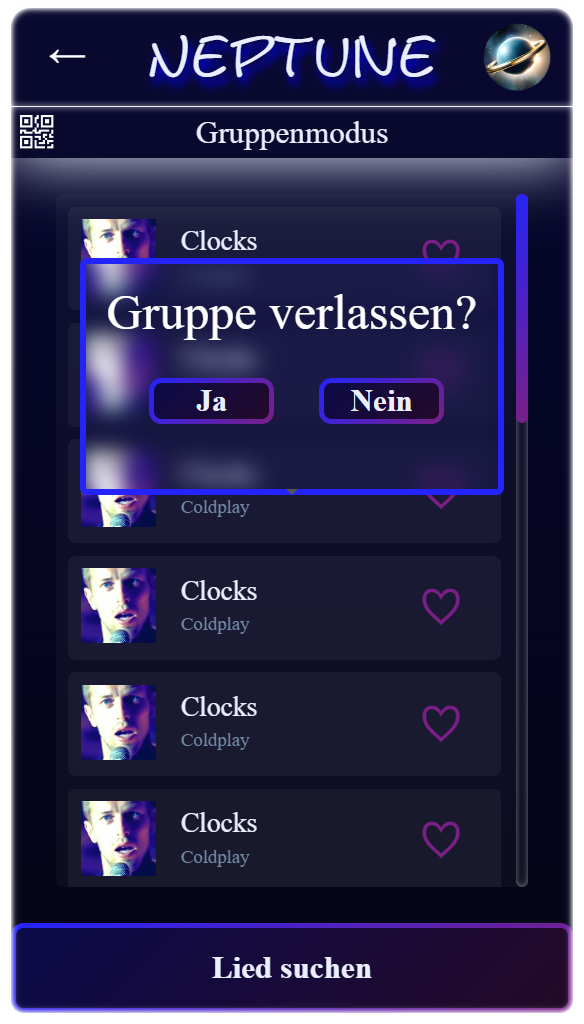 ←
NEPTUNE
Gruppenmodus
Clocks
Gruppe verlassen?
Ja
Nein
Coldplay
Clocks
Coldplay
Clocks
Coldplay
Clocks
Coldplay
Lied suchen